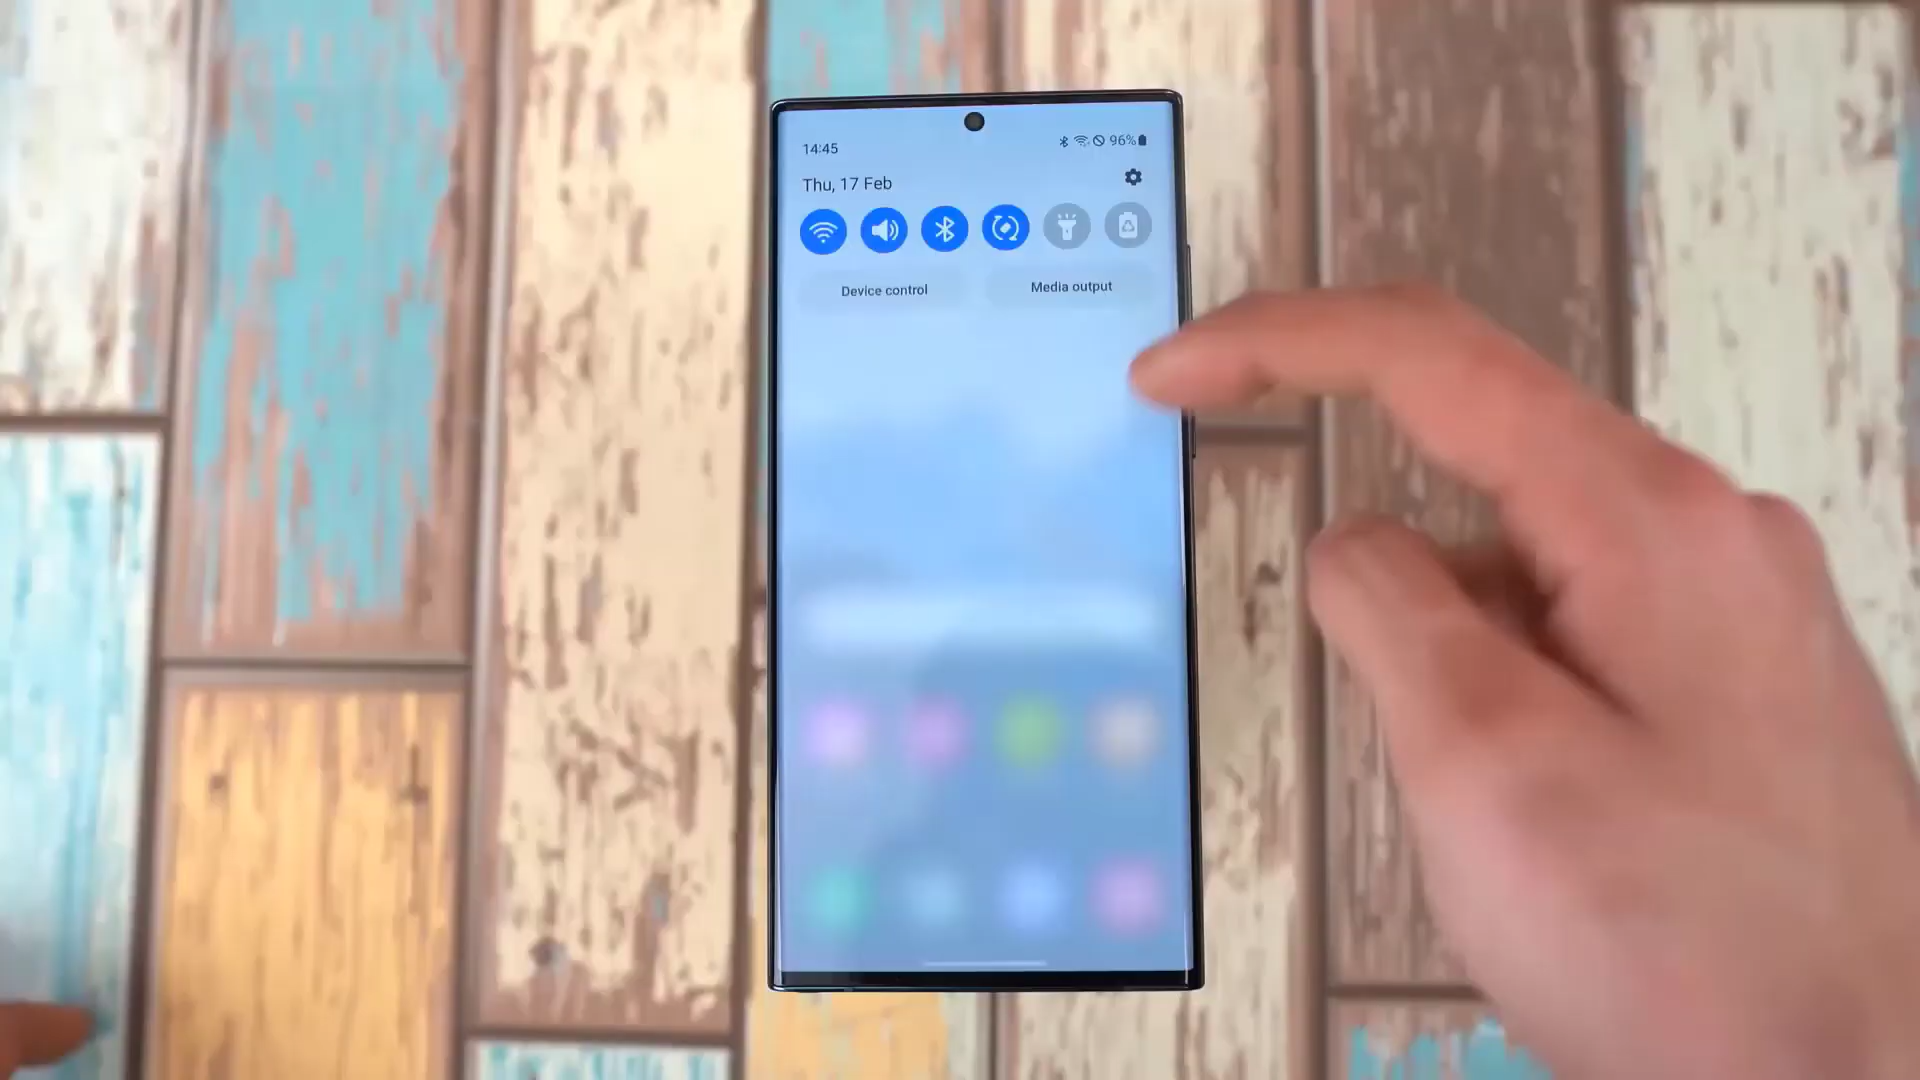 14:45
96%
Thu, 17 Feb
Device control
Media output